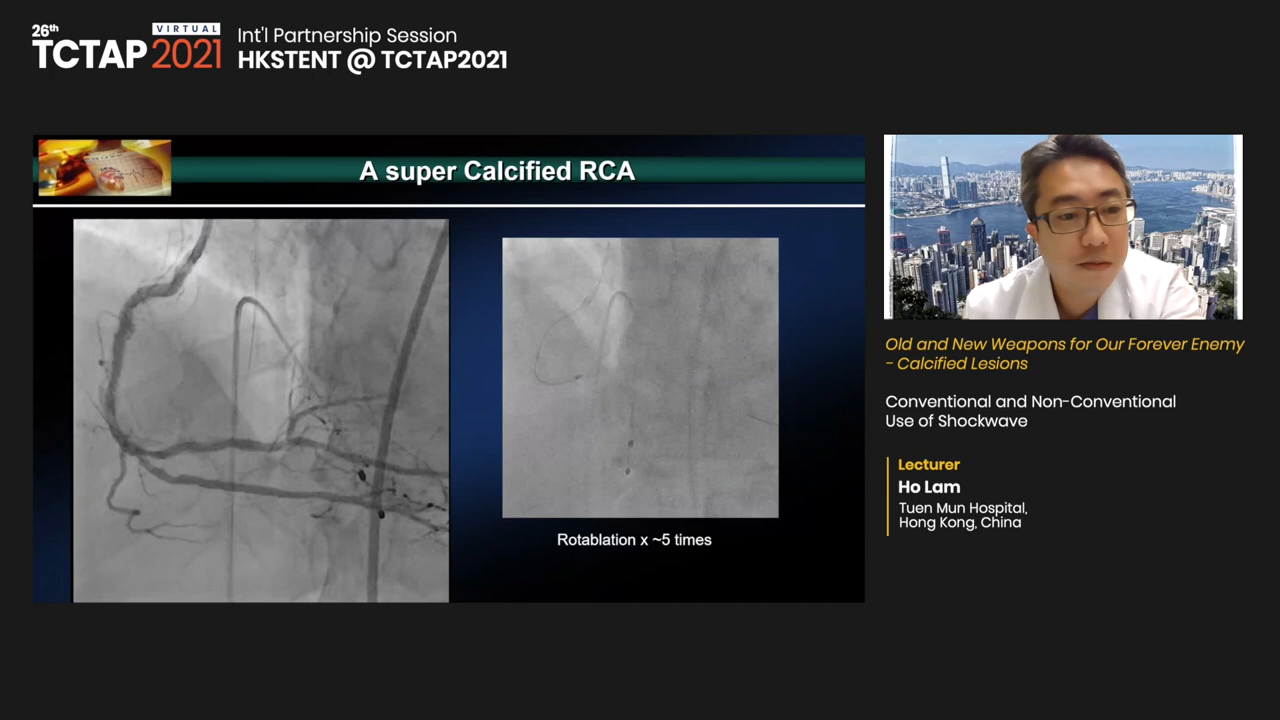 26th
VIRTUAL
TCTAP 2021
Int'l Partnership Session
HKSTENT @ TCTAP2021
A super Calcified RCA
Rotablation x ~5 times
Old and New Weapons for Our Forever Enemy
- Calcified Lesions
Conventional and Non-Conventional
Use of Shockwave
Lecturer
Ho Lam
Tuen Mun Hospital,
Hong Kong, China